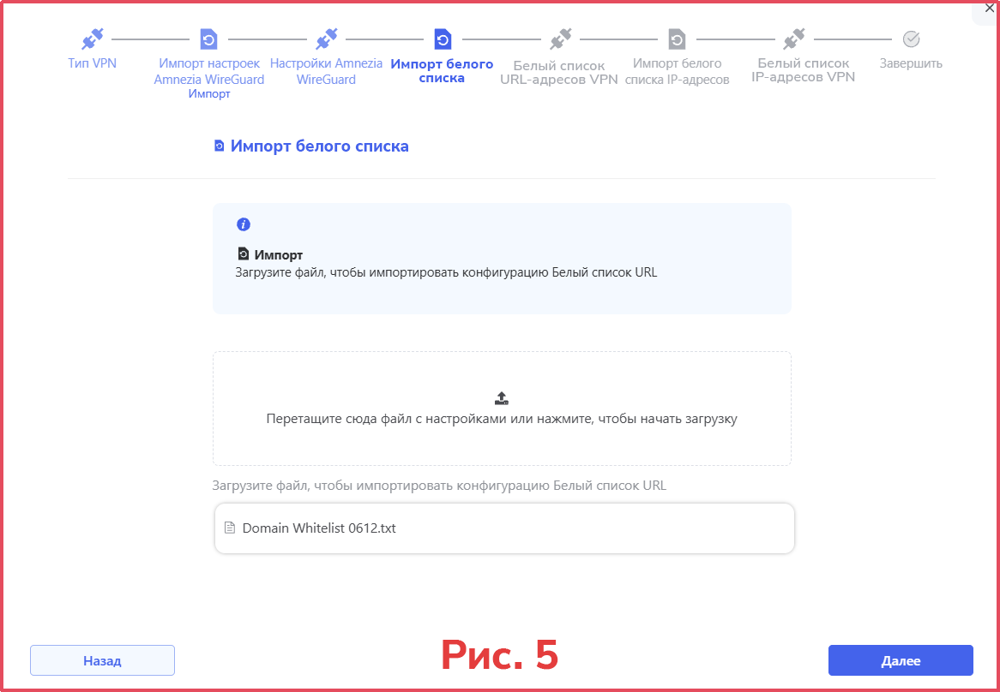 Тип VPN
Импорт настроек
Amnezia WireGuard
Импорт
Настройки Amnezia
WireGuard
Импорт белого
списка
Белый список
URL-адресов VPN
Импорт белого
списка IP-адресов
Белый список
IP-адресов VPN
Завершить
Импорт белого списка
Импорт
Загрузите файл, чтобы импортировать конфигурацию Белый список URL
Перетащите сюда файл с настройками или нажмите, чтобы начать загрузку
Загрузите файл, чтобы импортировать конфигурацию Белый список URL
Domain Whitelist 0612.txt
Назад
Рис. 5
Далее